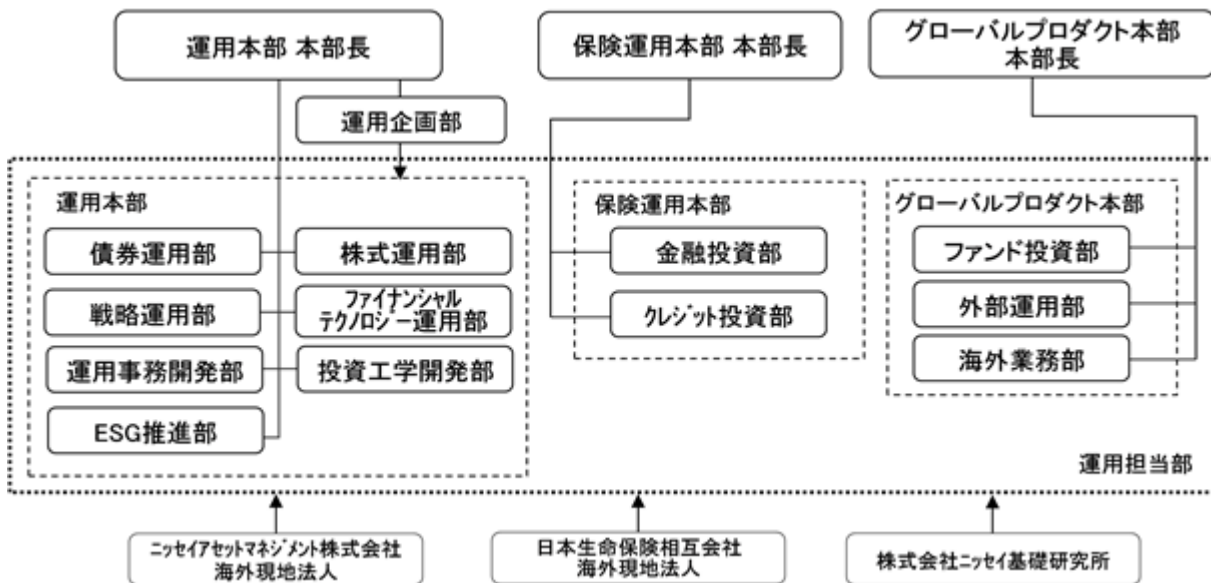 運用本部 本部長
保険運用本部 本部長
グローバルプロダクト本部
本部長
運用企画部
運用本部
債券運用部
株式運用部
戦略運用部
ファイナンシャル
テクノロジー運用部
運用事務開発部
投資工学開発部
ESG推進部
保険運用本部
金融投資部
クレジット投資部
グローバルプロダクト本部
ファンド投資部
外部運用部
海外業務部
運用担当部
ニッセイアセットマネジメント株式会社
海外現地法人
日本生命保険相互会社
海外現地法人
株式会社ニッセイ基礎研究所